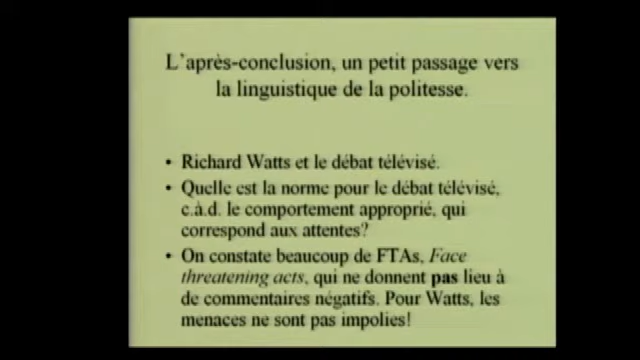 L'après-conclusion, un petit passage vers
la linguistique de la politesse.
• Richard Watts et le débat télévisé.
• Quelle est la norme pour le débat télévisé,
c.à.d. le comportement approprié, qui
correspond aux attentes?
• On constate beaucoup de FTAs, Face
threatening acts, qui ne donnent pas lieu à
de commentaires négatifs. Pour Watts, les
menaces ne sont pas impolies!